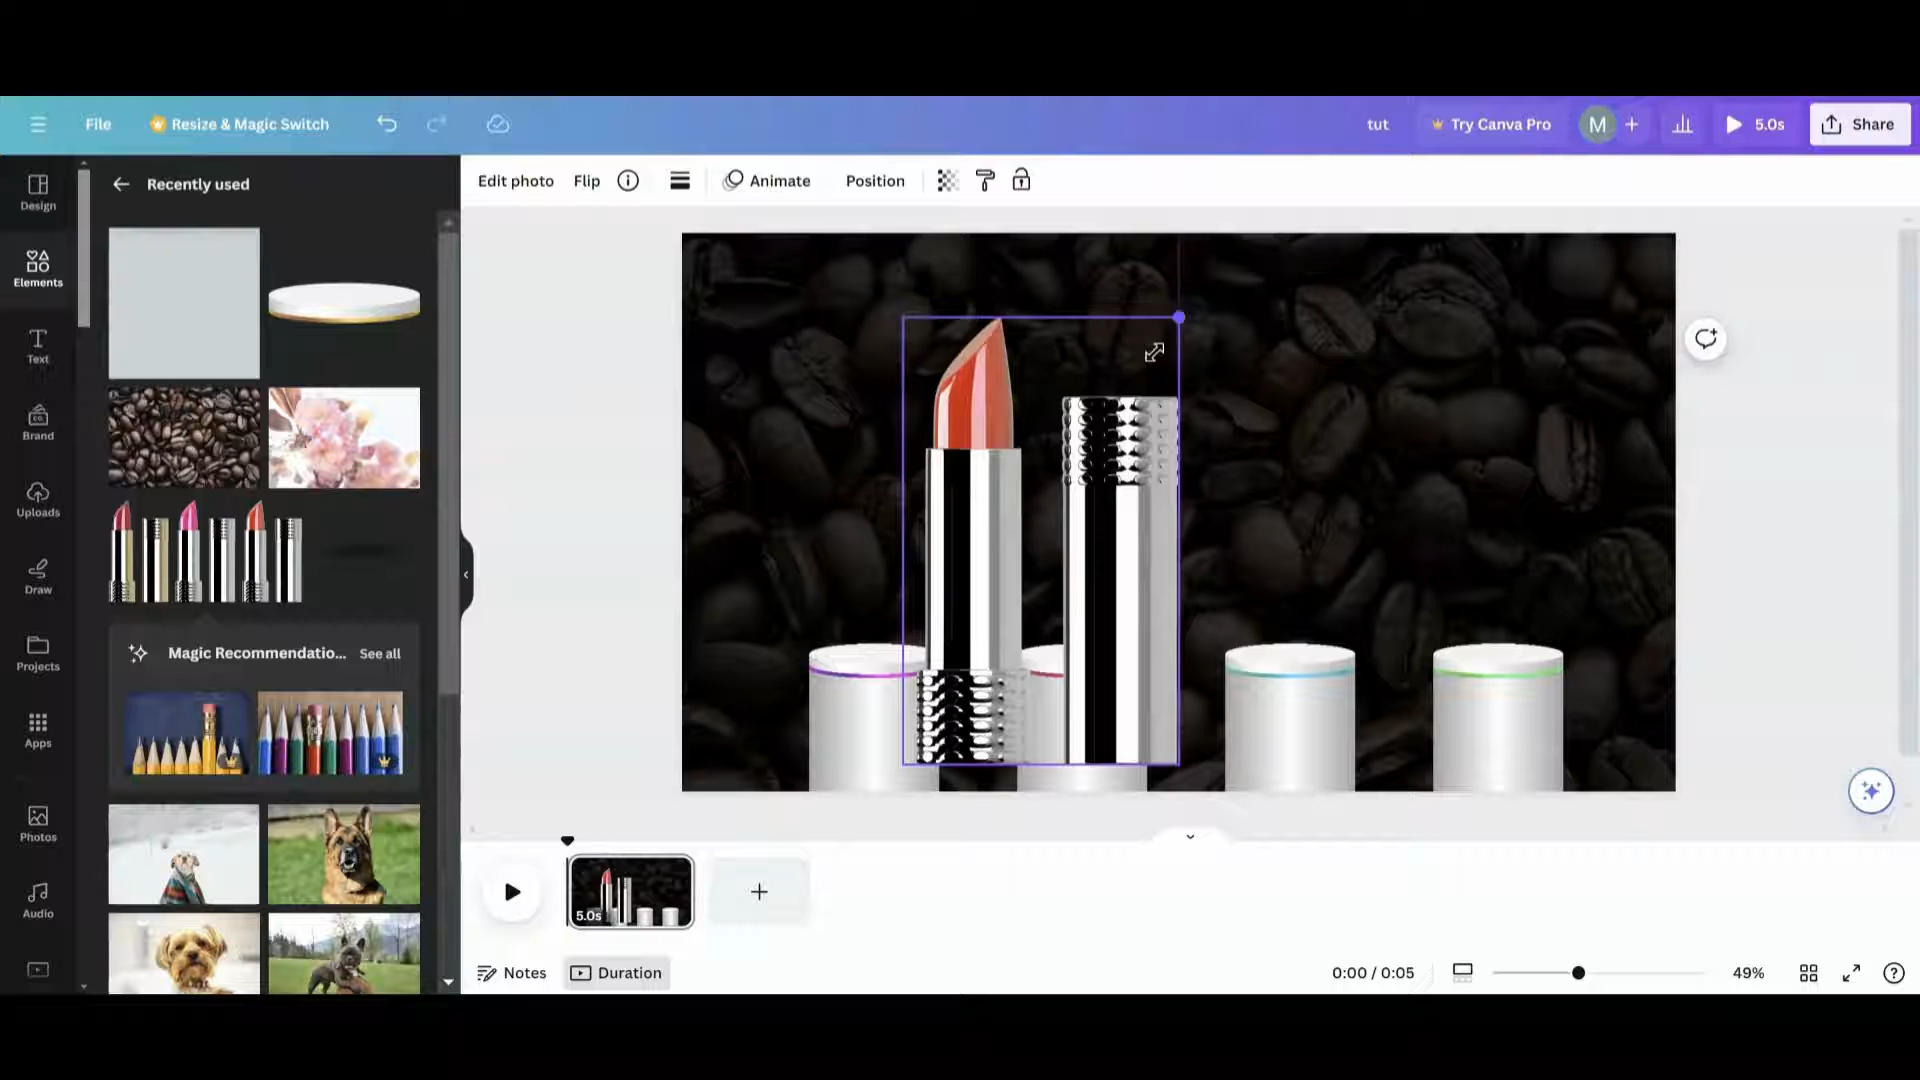 File
Resize & Magic Switch
tut
Try Canva Pro
M
5.0s
Share
Design
Elements
Text
Brand
Uploads
Draw
Projects
Apps
Photos
Audio
Recently used
Magic Recommendatio...
See all
Edit photo
Flip
Animate
Position
5.0s
Notes
Duration
0:00 / 0:05
49%